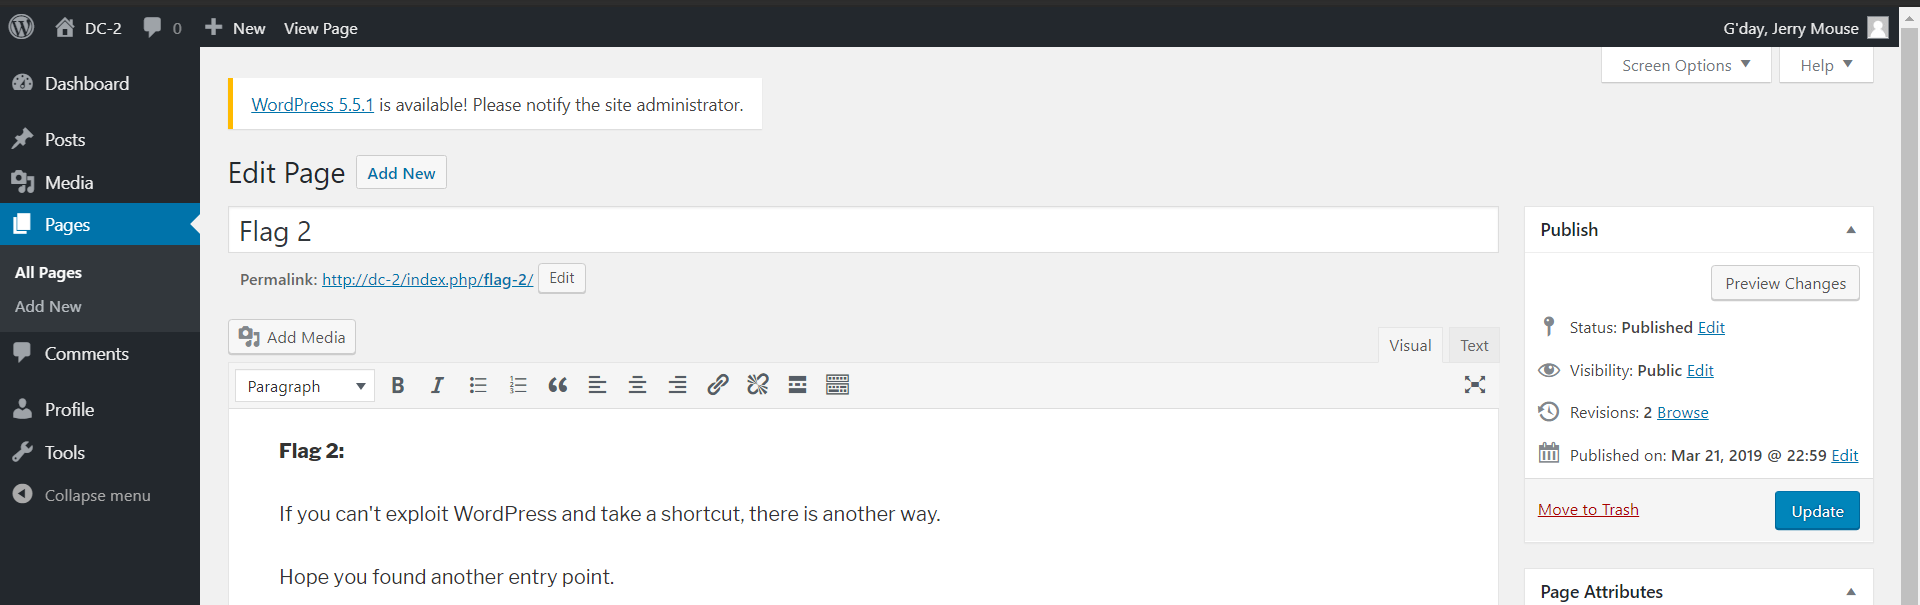 DC-2 0 New View Page G'day, Jerry Mouse
Screen Options Help
Dashboard
Posts
Media
Pages
All Pages
Add New
Comments
Profile
Tools
Collapse menu
WordPress 5.5.1 is available! Please notify the site administrator.
Edit Page Add New
Flag 2
Permalink: http://dc-2/index.php/flag-2/ Edit
Add Media
Visual Text
Paragraph B I
Flag 2:
If you can't exploit WordPress and take a shortcut, there is another way.
Hope you found another entry point.
Publish
Preview Changes
Status: Published Edit
Visibility: Public Edit
Revisions: 2 Browse
Published on: Mar 21, 2019 @ 22:59 Edit
Move to Trash Update
Page Attributes